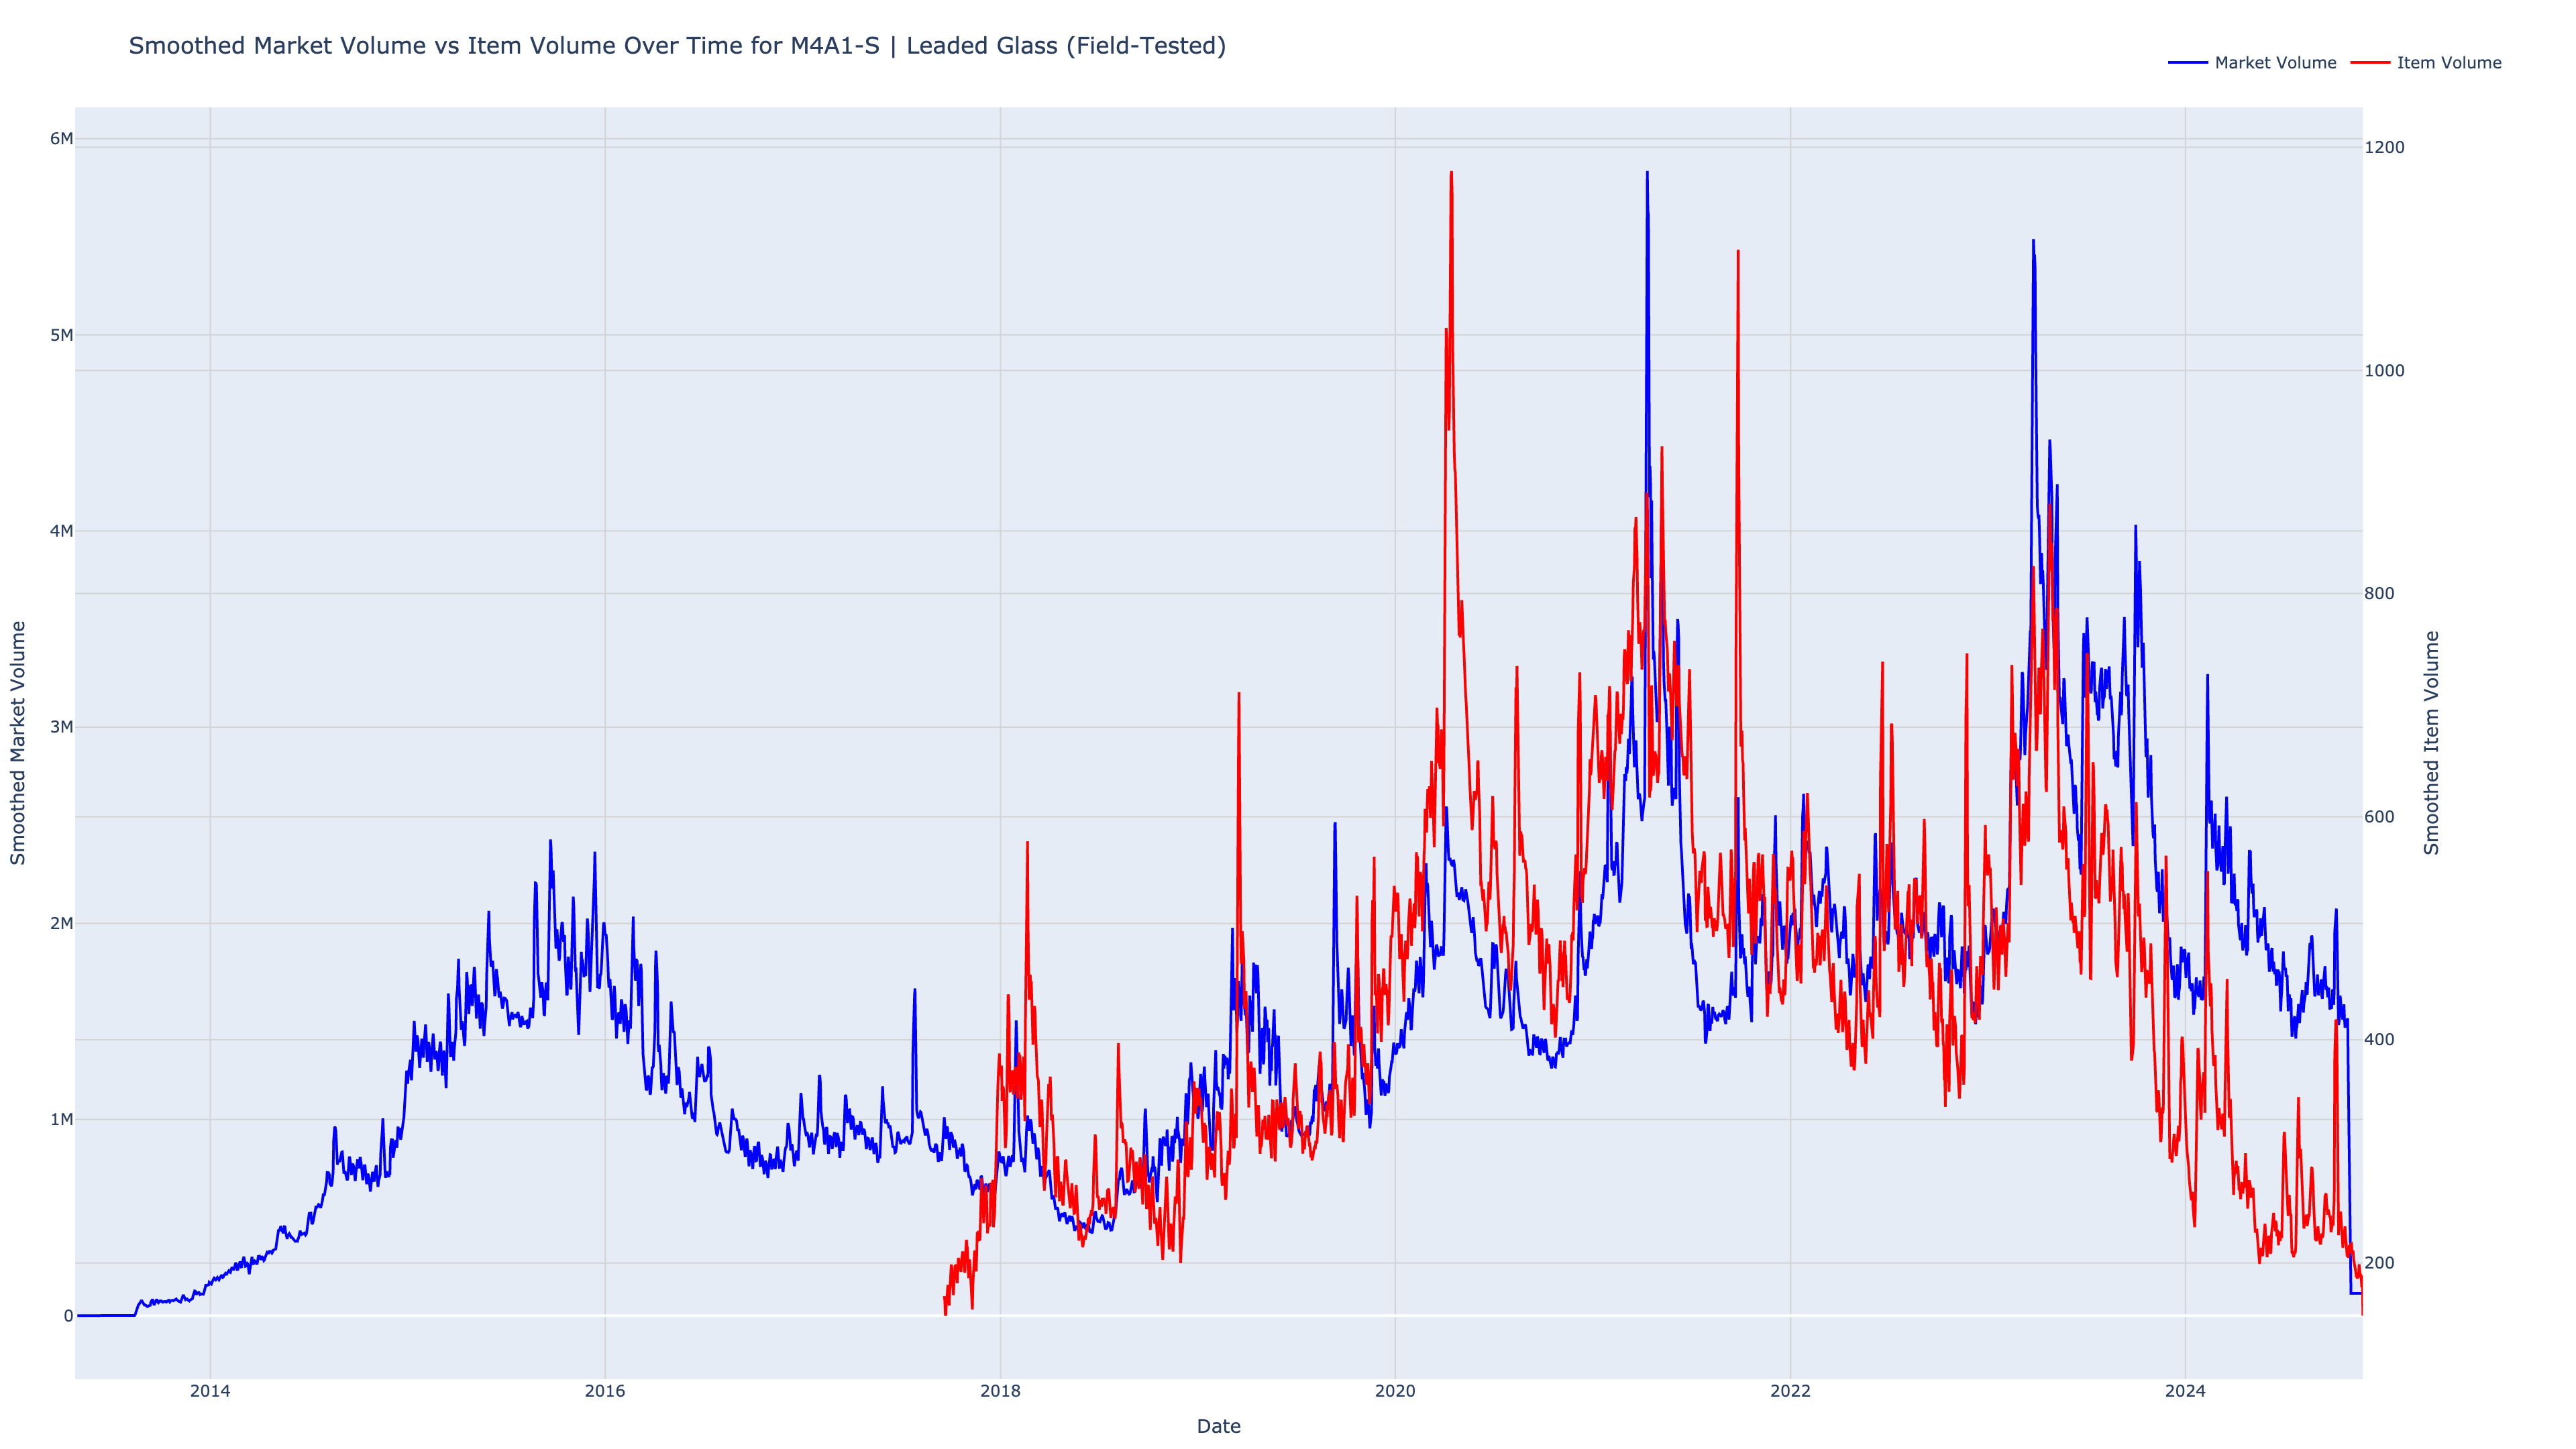 Smoothed Market Volume vs Item Volume Over Time for M4A1-S | Leaded Glass (Field-Tested)
Market Volume
Item Volume
6M
5M
4M
3M
2M
1M
0
Smoothed Market Volume
1200
1000
800
600
400
200
Smoothed Item Volume
2014
2016
2018
2020
2022
2024
Date